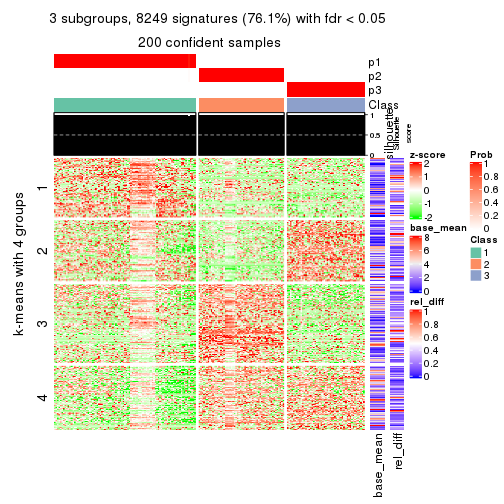 3 subgroups, 8249 signatures (76.1%) with fdr < 0.05
200 confident samples
p1
p2
p3
Class
1
0.5
0
silhouette
Silhouette
score
k-means with 4 groups
1
2
3
4
base_mean
rel_diff
z-score
2
1
0
-1
-2
base_mean
8
6
4
2
0
rel_diff
1
0.8
0.6
0.4
0.2
0
Prob
1
0.8
0.6
0.4
0.2
0
Class
1
2
3